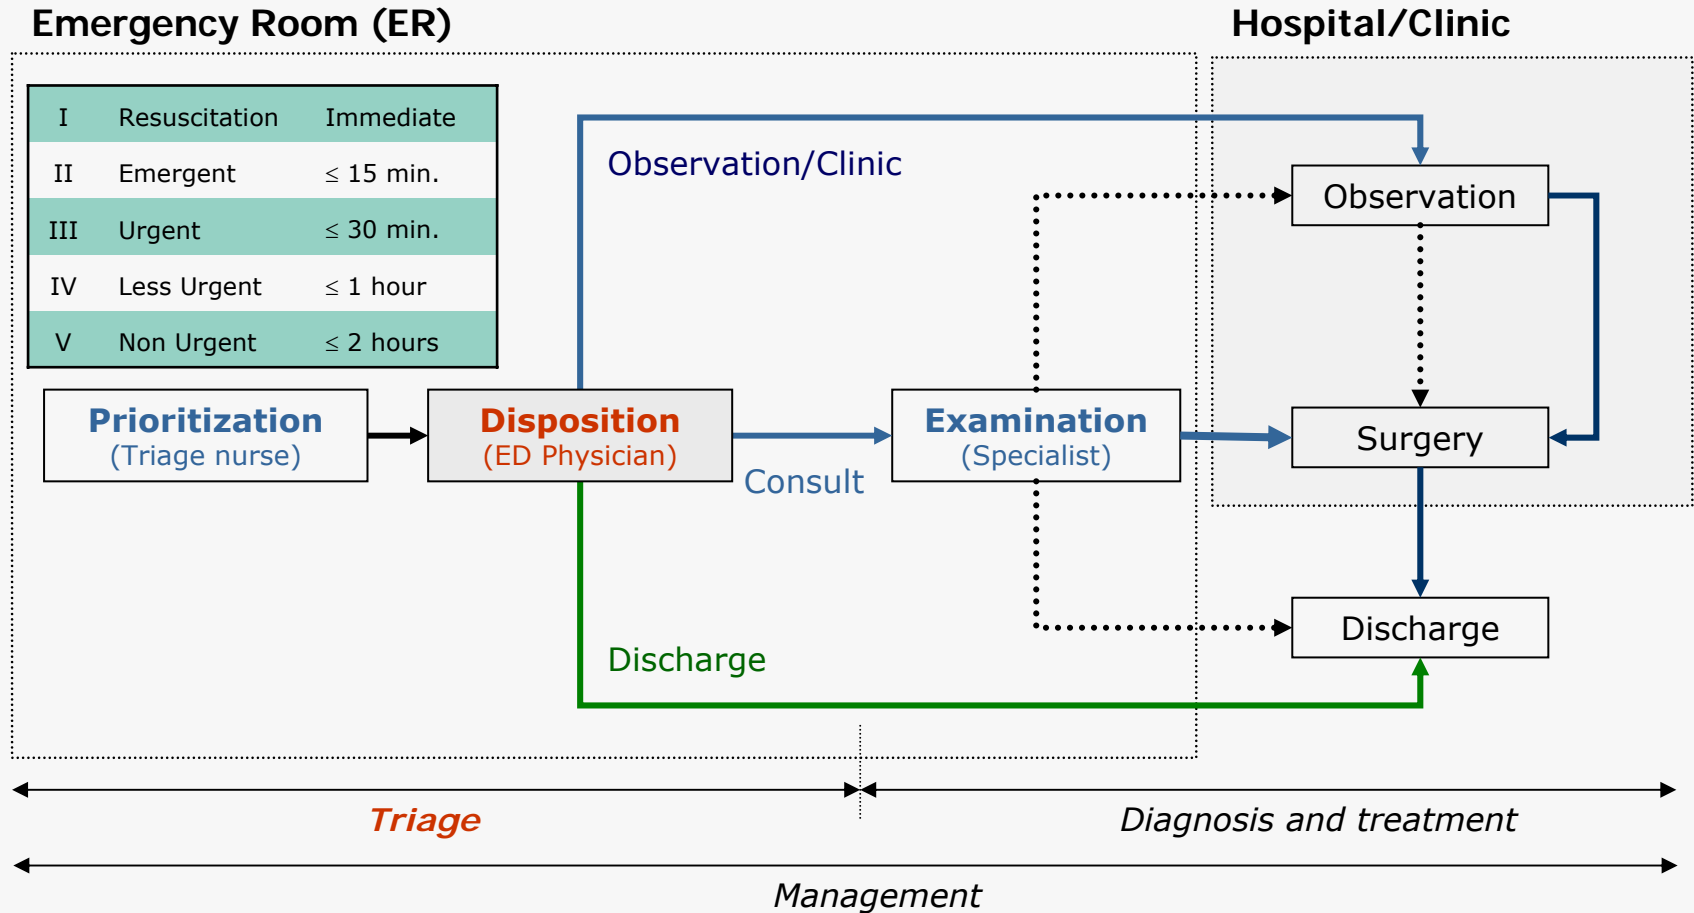 Emergency Room (ER)
Hospital/Clinic
I Resuscitation Immediate
II Emergent ≤ 15 min.
III Urgent ≤ 30 min.
IV Less Urgent ≤ 1 hour
V Non Urgent ≤ 2 hours
Observation/Clinic
Observation
Prioritization
(Triage nurse)
Disposition
(ED Physician)
Consult
Examination
(Specialist)
Surgery
Discharge
Discharge
Triage
Diagnosis and treatment
Management